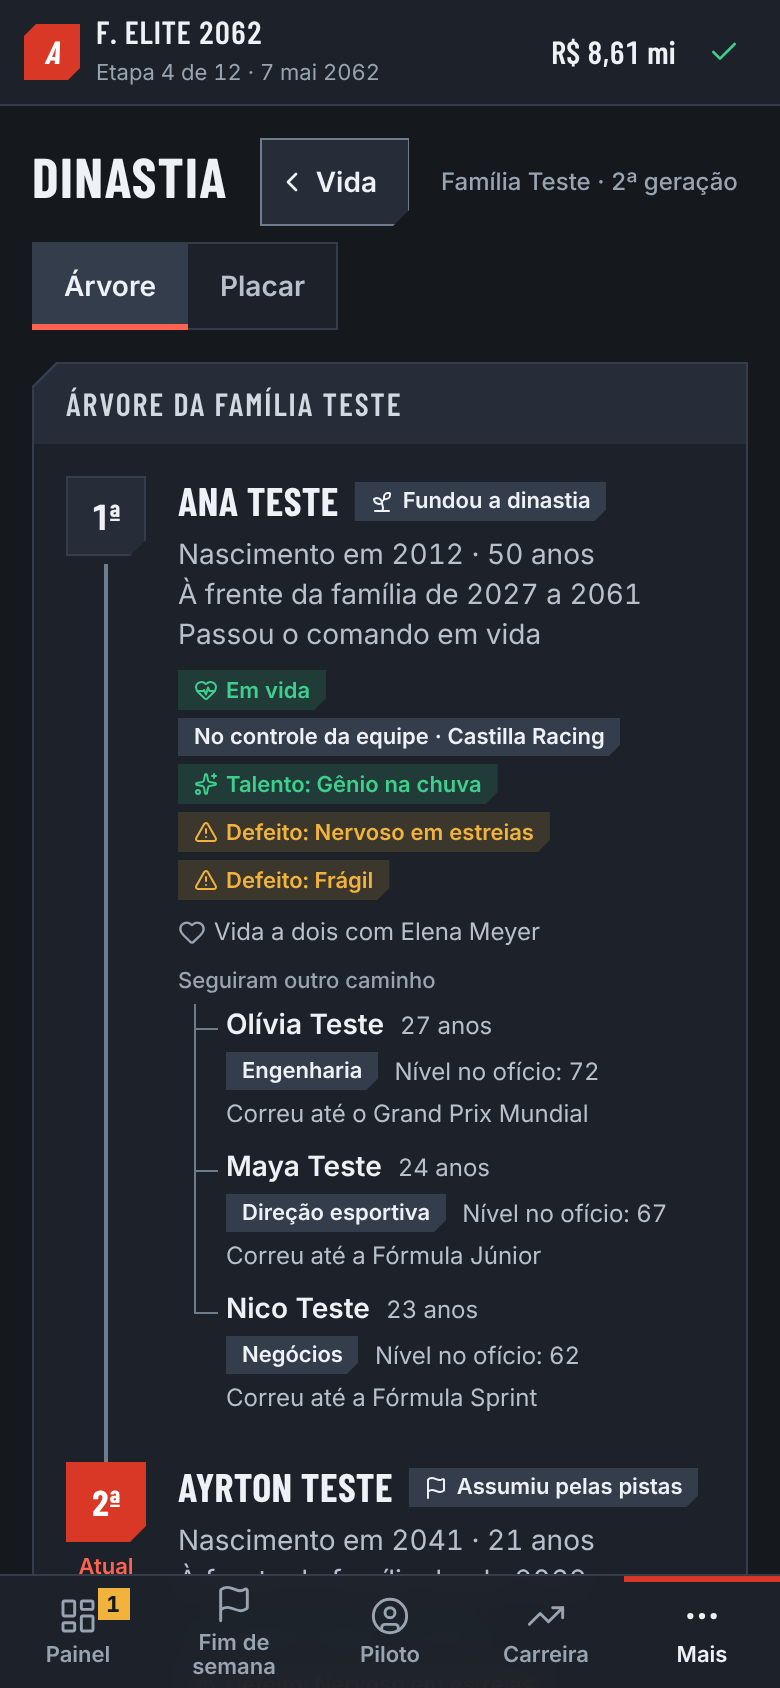 A
F. ELITE 2062
Etapa 4 de 12 · 7 mai 2062
R$ 8,61 mi
DINASTIA
Vida
Família Teste · 2ª geração
Árvore
Placar
ÁRVORE DA FAMÍLIA TESTE
1ª
ANA TESTE
Fundou a dinastia
Nascimento em 2012 · 50 anos
À frente da família de 2027 a 2061
Passou o comando em vida
Em vida
No controle da equipe · Castilla Racing
Talento: Gênio na chuva
Defeito: Nervoso em estreias
Defeito: Frágil
Vida a dois com Elena Meyer
Seguiram outro caminho
Olívia Teste 27 anos
Engenharia Nível no ofício: 72
Correu até o Grand Prix Mundial
Maya Teste 24 anos
Direção esportiva Nível no ofício: 67
Correu até a Fórmula Júnior
Nico Teste 23 anos
Negócios Nível no ofício: 62
Correu até a Fórmula Sprint
2ª
Atual
AYRTON TESTE
Assumiu pelas pistas
Nascimento em 2041 · 21 anos
1
Painel
Fim de
semana
Piloto
Carreira
Mais